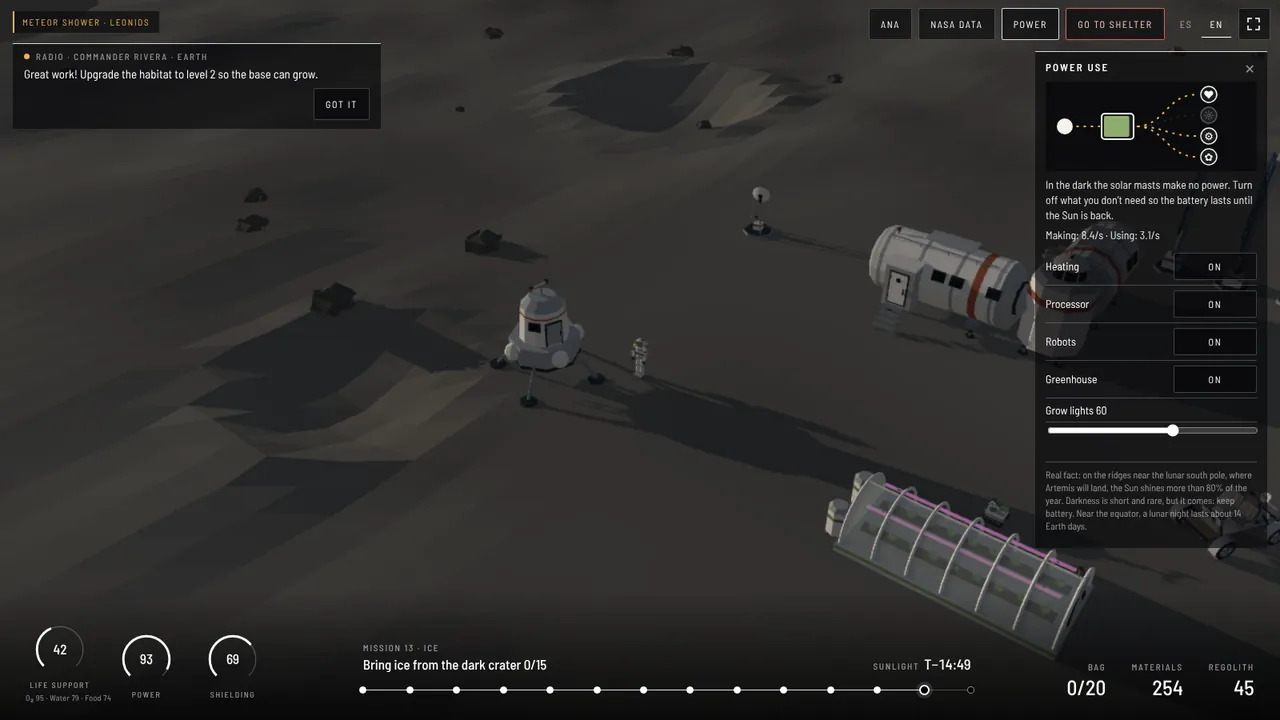 METEOR SHOWER · LEONIDS
ANA
NASA DATA
POWER
GO TO SHELTER
ES
EN
RADIO · COMMANDER RIVERA · EARTH
Great work! Upgrade the habitat to level 2 so the base can grow.
GOT IT
POWER USE
In the dark the solar masts make no power. Turn
off what you don't need so the battery lasts until
the Sun is back.
Making: 8.4/s · Using: 3.1/s
Heating
ON
Processor
ON
Robots
ON
Greenhouse
ON
Grow lights 60
Real fact: on the ridges near the lunar south pole, where
Artemis will land, the Sun shines more than 80% of the
year. Darkness is short and rare, but it comes: keep
battery. Near the equator, a lunar night lasts about 14
Earth days.
42
LIFE SUPPORT
O₂ 95 · Water 79 · Food 74
93
POWER
69
SHIELDING
MISSION 13 · ICE
Bring ice from the dark crater 0/15
SUNLIGHT T–14:49
BAG
0/20
MATERIALS
254
REGOLITH
45